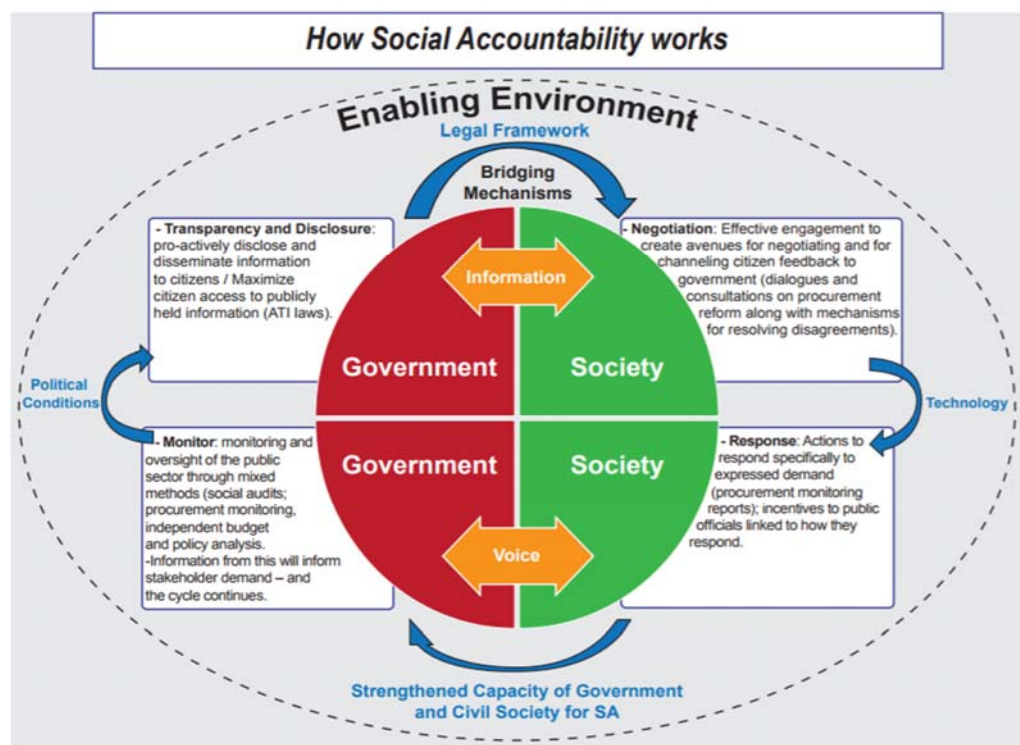 How Social Accountability works
Enabling Environment
Legal Framework
Bridging
Mechanisms
- Transparency and Disclosure:
pro-actively disclose and
disseminate information
to citizens / Maximize
citizen access to publicly
held information (ATI laws).
- Negotiation: Effective engagement to
create avenues for negotiating and for
channeling citizen feedback to
government (dialogues and
consultations on procurement
reform along with mechanisms
for resolving disagreements).
Information
Government
Society
Political
Conditions
Technology
- Monitor: monitoring and
oversight of the public
sector through mixed
methods (social audits;
procurement monitoring,
independent budget
and policy analysis.
-Information from this will inform
stakeholder demand – and
the cycle continues.
Government
Society
- Response: Actions to
respond specifically to
expressed demand
(procurement monitoring
reports); incentives to public
officials linked to how they
respond.
Voice
Strengthened Capacity of Government
and Civil Society for SA